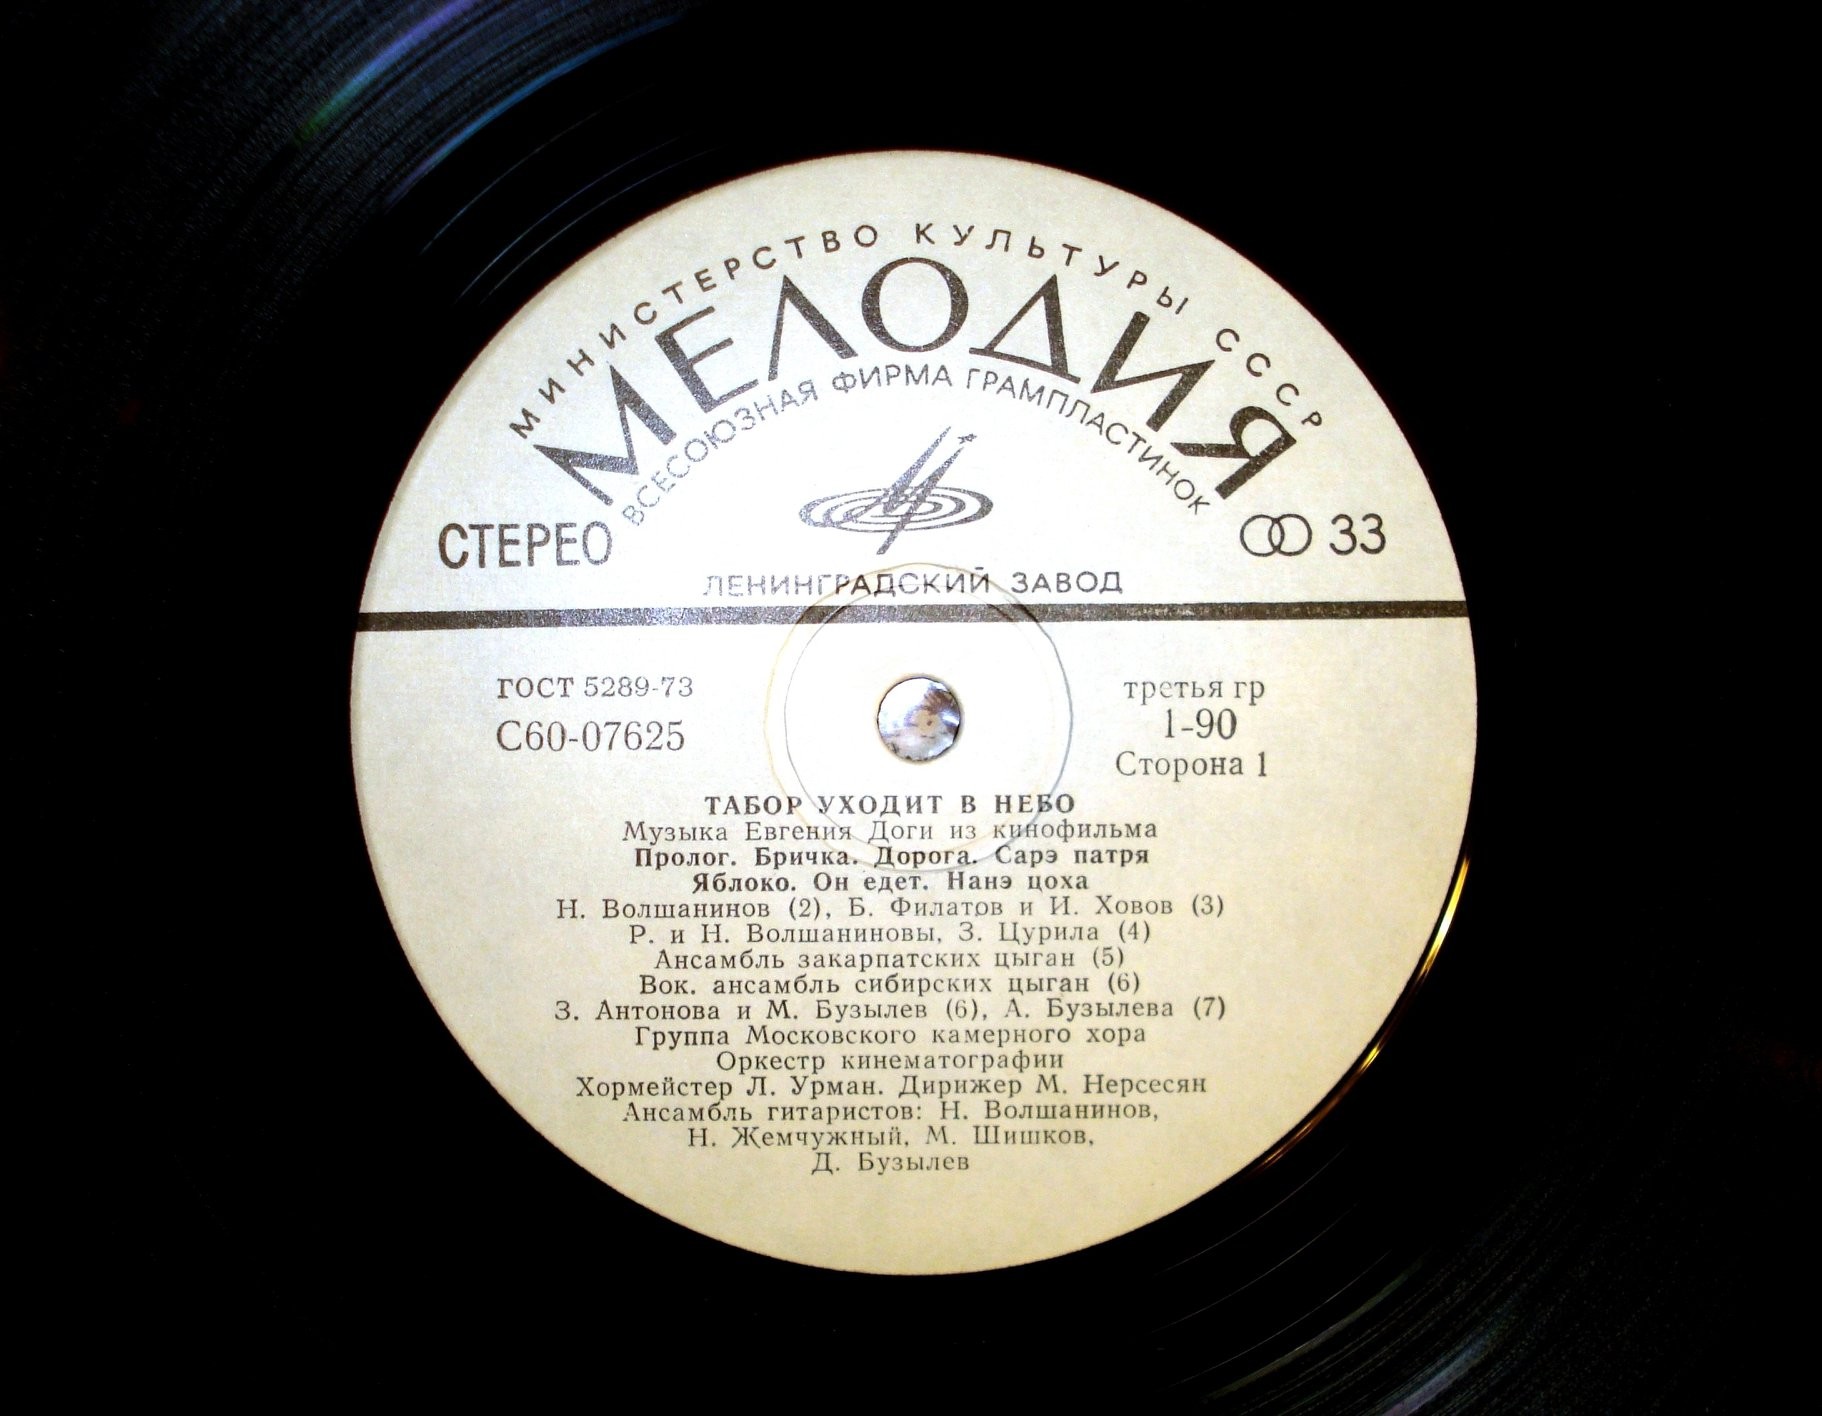 МИНИСТЕРСТВО КУЛЬТУРЫ СССР
МЕЛОДИЯ
ВСЕСОЮЗНАЯ ФИРМА ГРАМПЛАСТИНОК
СТЕРЕО
33
ЛЕНИНГРАДСКИЙ ЗАВОД
ГОСТ 5289-73
С60-07625
третья гр
1-90
Сторона 1
ТАБОР УХОДИТ В НЕБО
Музыка Евгения Доги из кинофильма
Пролог. Бричка. Дорога. Сарэ патря
Яблоко. Он едет. Нанэ цоха
Н. Волшанинов (2), Б. Филатов и И. Ховов (3)
Р. и Н. Волшаниновы, З. Цурила (4)
Ансамбль закарпатских цыган (5)
Вок. ансамбль сибирских цыган (6)
З. Антонова и М. Бузылев (6), А. Бузылева (7)
Группа Московского камерного хора
Оркестр кинематографии
Хормейстер Л. Урман. Дирижер М. Нерсесян
Ансамбль гитаристов: Н. Волшанинов,
Н. Жемчужный, М. Шишков,
Д. Бузылев